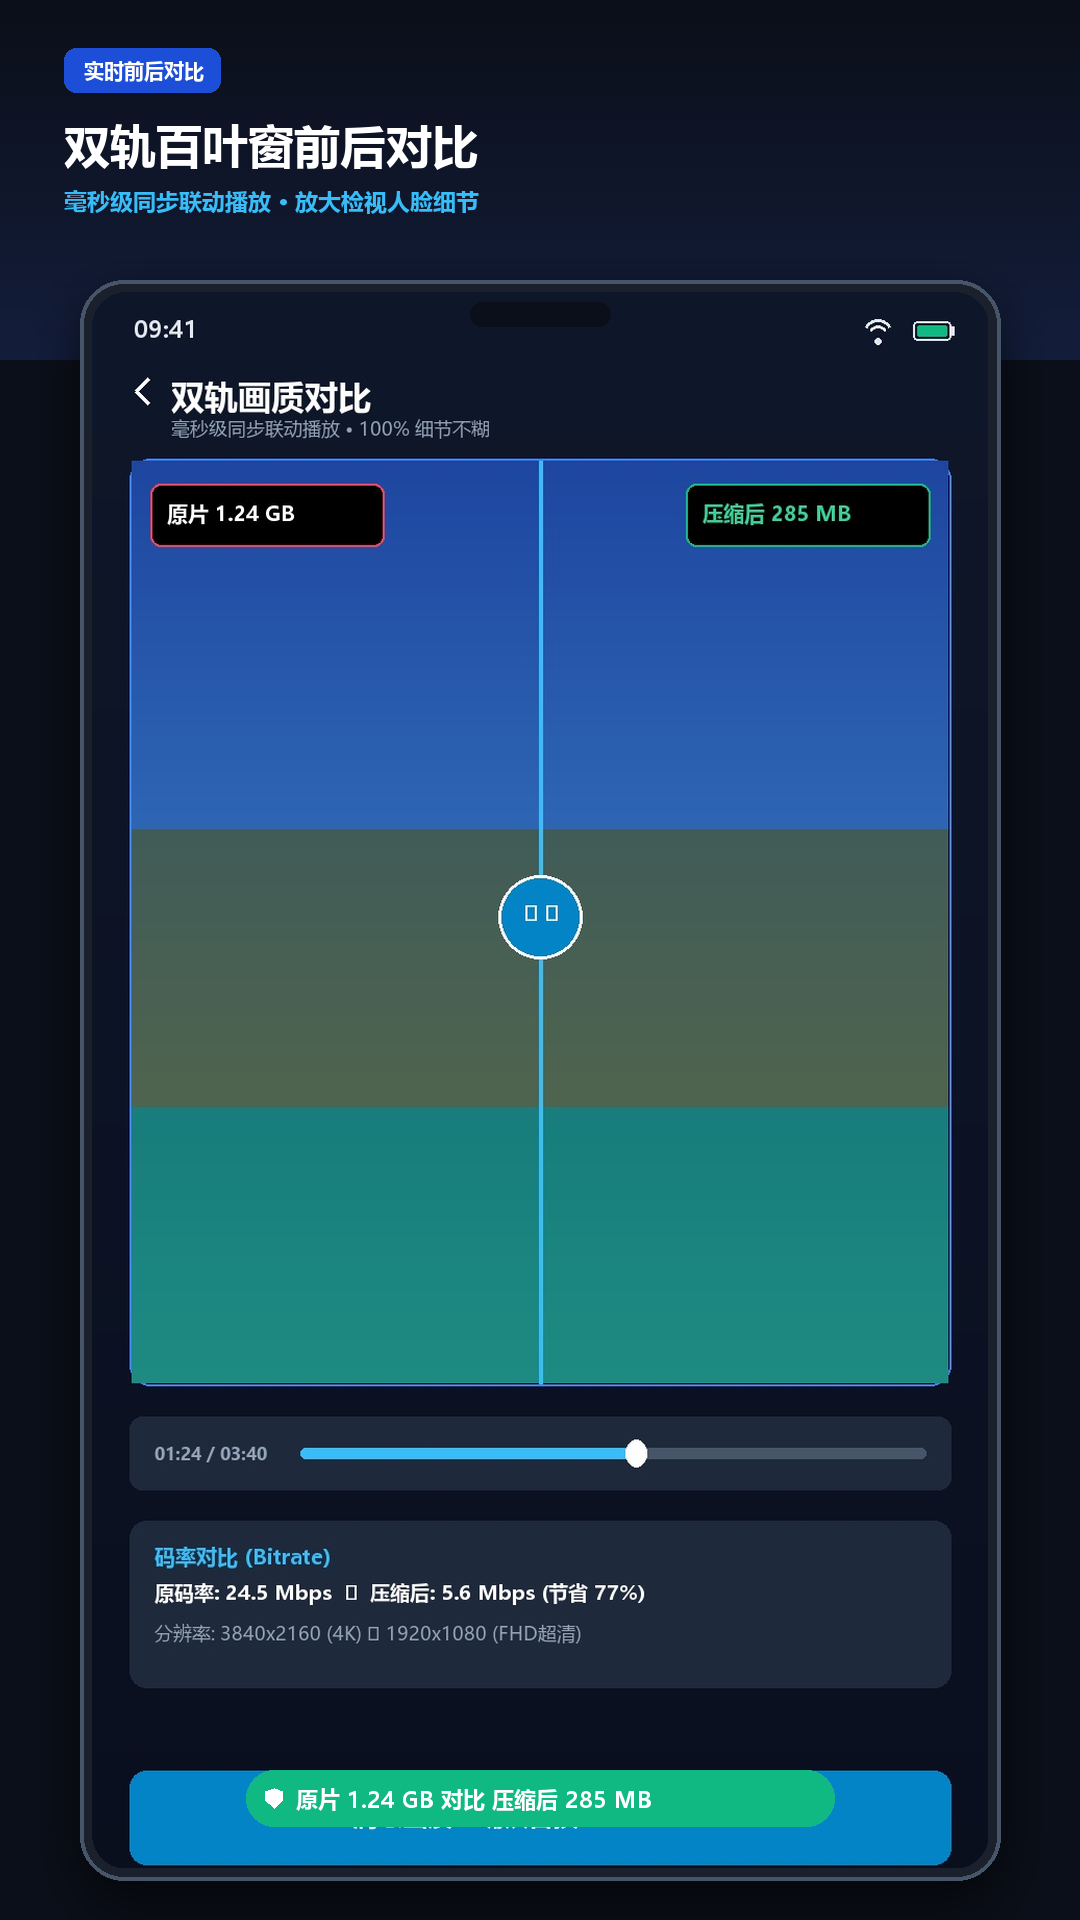 实时前后对比
双轨百叶窗前后对比
毫秒级同步联动播放 • 放大检视人脸细节
09:41
双轨画质对比
毫秒级同步联动播放 • 100% 细节不糊
原片 1.24 GB
压缩后 285 MB
01:24 / 03:40
码率对比 (Bitrate)
原码率: 24.5 Mbps 压缩后: 5.6 Mbps (节省 77%)
分辨率: 3840x2160 (4K) 1920x1080 (FHD超清)
原片 1.24 GB 对比 压缩后 285 MB